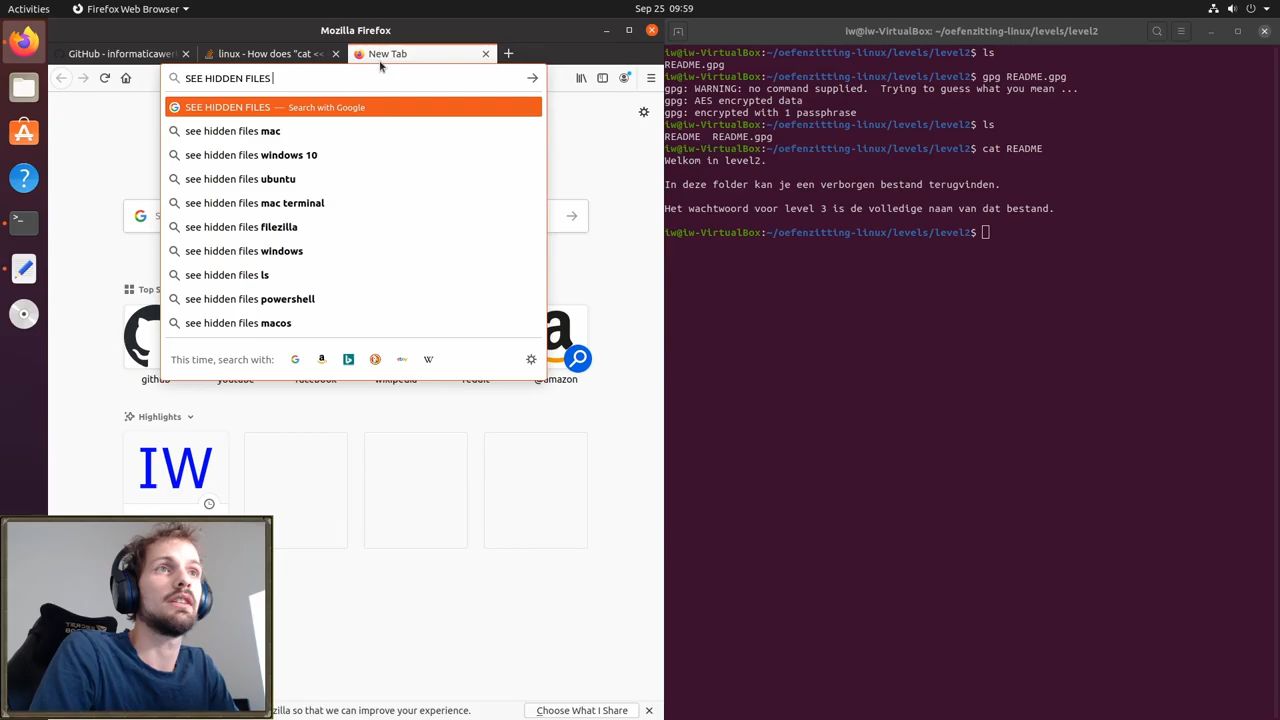 Activities
Firefox Web Browser
Sep 25 09:59
Mozilla Firefox
GitHub - informaticawer
linux - How does "cat <<
New Tab
SEE HIDDEN FILES
SEE HIDDEN FILES — Search with Google
see hidden files mac
see hidden files windows 10
see hidden files ubuntu
see hidden files mac terminal
see hidden files filezilla
see hidden files windows
see hidden files ls
see hidden files powershell
see hidden files macos
This time, search with:
Top S
github
youtube
facebook
wikipedia
reddit
@amazon
Highlights
IW
zilla so that we can improve your experience.
Choose What I Share
iw@iw-VirtualBox: ~/oefenzitting-linux/levels/level2
iw@iw-VirtualBox:~/oefenzitting-linux/levels/level2$ ls
README.gpg
iw@iw-VirtualBox:~/oefenzitting-linux/levels/level2$ gpg README.gpg
gpg: WARNING: no command supplied.  Trying to guess what you mean ...
gpg: AES encrypted data
gpg: encrypted with 1 passphrase
iw@iw-VirtualBox:~/oefenzitting-linux/levels/level2$ ls
README  README.gpg
iw@iw-VirtualBox:~/oefenzitting-linux/levels/level2$ cat README
Welkom in level2.
In deze folder kan je een verborgen bestand terugvinden.
Het wachtwoord voor level 3 is de volledige naam van dat bestand.
iw@iw-VirtualBox:~/oefenzitting-linux/levels/level2$